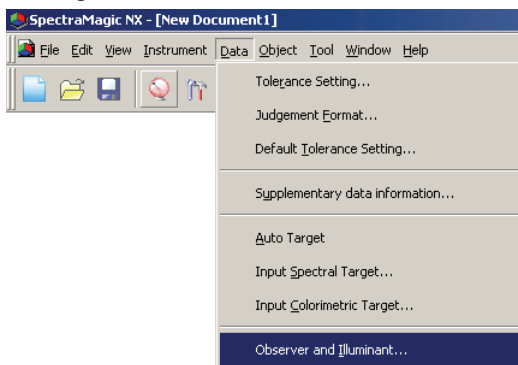 SpectraMagic NX - [New Document1]
File Edit View Instrument Data Object Tool Window Help
Tolerance Setting...
Judgement Format...
Default Tolerance Setting...
Supplementary data information...
Auto Target
Input Spectral Target...
Input Colorimetric Target...
Observer and Illuminant...